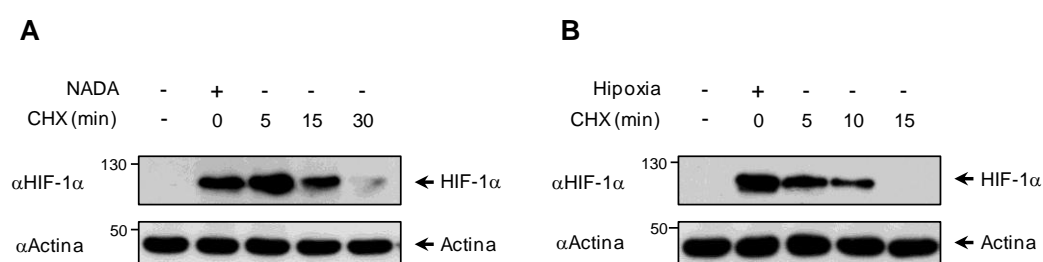 A
NADA - + - - -
CHX (min) - 0 5 15 30
130
αHIF-1α
HIF-1α
50
αActina
Actina
B
Hipoxia - + - - -
CHX (min) - 0 5 10 15
130
αHIF-1α
HIF-1α
50
αActina
Actina